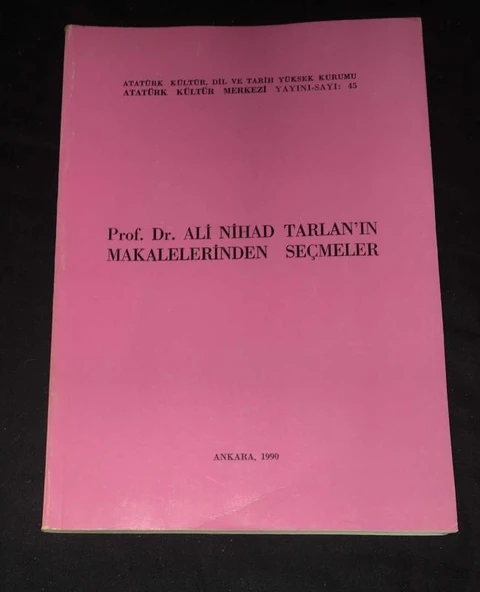 ATATÜRK KÜLTÜR, DİL VE TARİH YÜKSEK KURUMU
ATATÜRK KÜLTÜR MERKEZİ YAYINI-SAYI: 45
Prof. Dr. ALİ NİHAD TARLAN'IN
MAKALELERİNDEN SEÇMELER
ANKARA, 1990